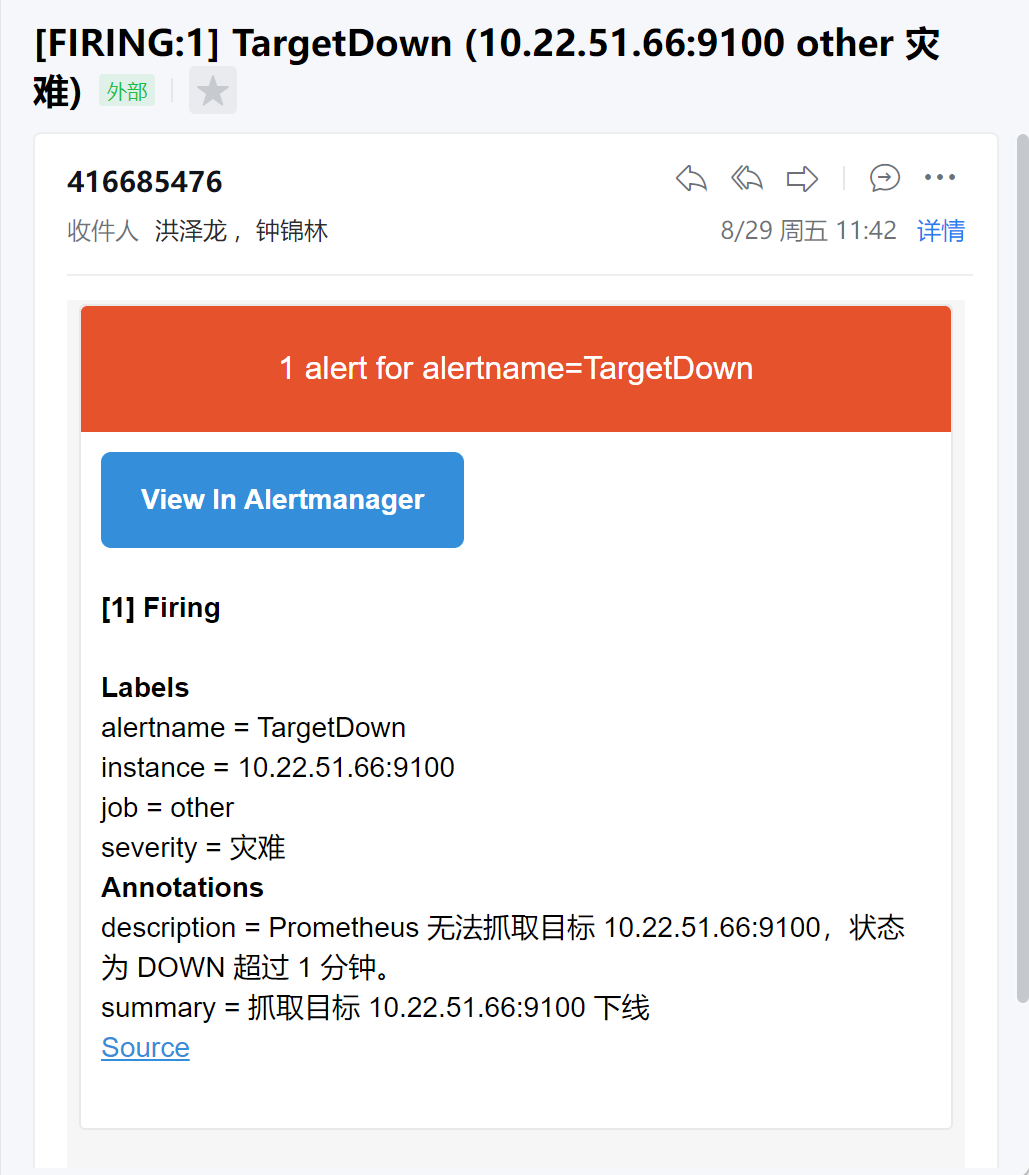 [FIRING:1] TargetDown (10.22.51.66:9100 other 灾
难) 外部
416685476
收件人 洪泽龙 ，钟锦林 8/29 周五 11:42 详情
1 alert for alertname=TargetDown
View In Alertmanager
[1] Firing
Labels
alertname = TargetDown
instance = 10.22.51.66:9100
job = other
severity = 灾难
Annotations
description = Prometheus 无法抓取目标 10.22.51.66:9100，状态
为 DOWN 超过 1 分钟。
summary = 抓取目标 10.22.51.66:9100 下线
Source